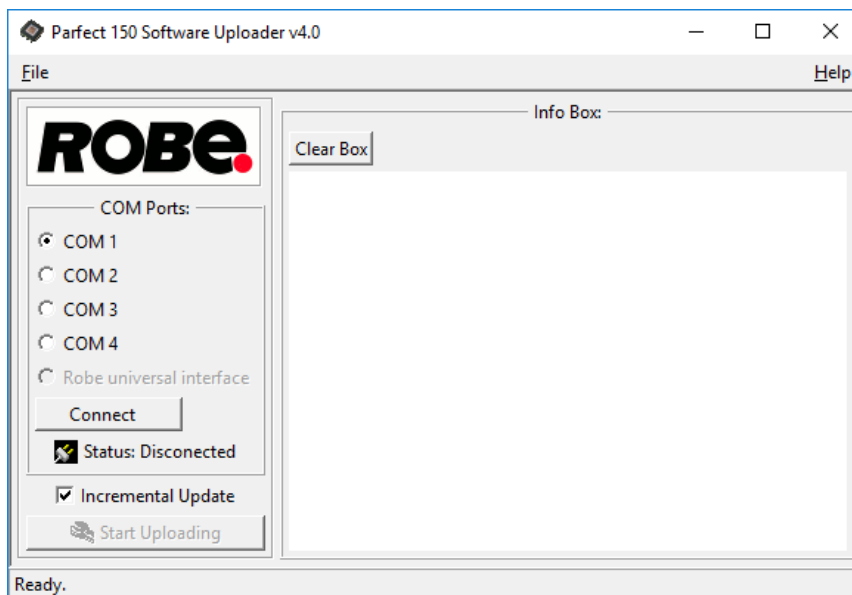 Parfect 150 Software Uploader v4.0
File
Help
ROBE
COM Ports:
COM 1
COM 2
COM 3
COM 4
Robe universal interface
Connect
Status: Disconected
Incremental Update
Start Uploading
Info Box:
Clear Box
Ready.